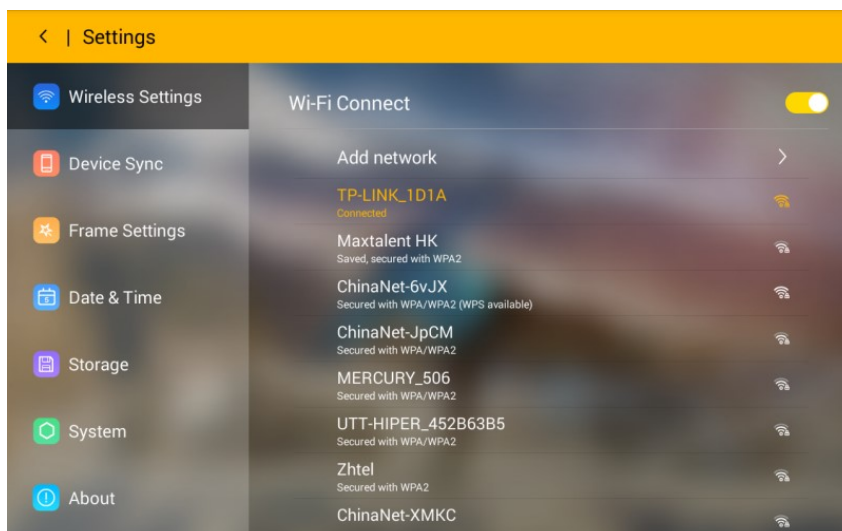 < | Settings
Wireless Settings
Device Sync
Frame Settings
Date & Time
Storage
System
About
Wi-Fi Connect
Add network
TP-LINK_1D1A
Connected
Maxtalent HK
Saved, secured with WPA2
ChinaNet-6vJX
Secured with WPA/WPA2 (WPS available)
ChinaNet-JpCM
Secured with WPA/WPA2
MERCURY_506
Secured with WPA/WPA2
UTT-HIPER_452B63B5
Secured with WPA/WPA2
Zhtel
Secured with WPA2
ChinaNet-XMKC